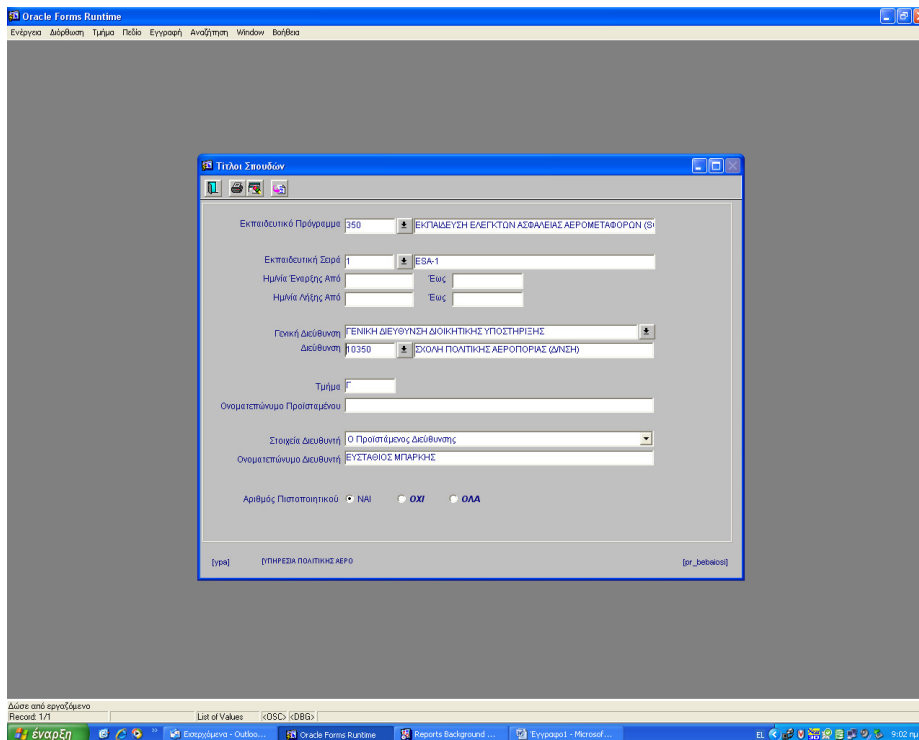 Oracle Forms Runtime
Ενέργεια Διόρθωση Τμήμα Πεδίο Εγγραφή Αναζήτηση Window Βοήθεια
Τίτλοι Σπουδών
Εκπαιδευτικό Πρόγραμμα 350 ΕΚΠΑΙΔΕΥΣΗ ΕΛΕΓΚΤΩΝ ΑΣΦΑΛΕΙΑΣ ΑΕΡΟΜΕΤΑΦΟΡΩΝ
Εκπαιδευτική Σειρά 1 ESA-1
Ημ/νία Έναρξης Από Έως
Ημ/νία Λήξης Από Έως
Γενική Διεύθυνση ΓΕΝΙΚΗ ΔΙΕΥΘΥΝΣΗ ΔΙΟΙΚΗΤΙΚΗΣ ΥΠΟΣΤΗΡΙΞΗΣ
Διεύθυνση 10350 ΣΧΟΛΗ ΠΟΛΙΤΙΚΗΣ ΑΕΡΟΠΟΡΙΑΣ (Δ/ΝΣΗ)
Τμήμα Γ
Ονοματεπώνυμο Προϊσταμένου
Στοιχεία Διευθυντή Ο Προϊστάμενος Διεύθυνσης
Ονοματεπώνυμο Διευθυντή ΕΥΣΤΑΘΙΟΣ ΜΠΑΡΚΗΣ
Αριθμός Πιστοποιητικού ΝΑΙ ΟΧΙ ΟΛΑ
[ypa] [ΥΠΗΡΕΣΙΑ ΠΟΛΙΤΙΚΗΣ ΑΕΡΟ [pr_bebaiosi]
Δώσε από εργαζόμενο
Record: 1/1 List of Values <OSC> <DBG>
έναρξη Εισερχόμενα - Outloo... Oracle Forms Runtime Reports Background ... Έγγραφο1 - Microsof... EL 9:02 πμ